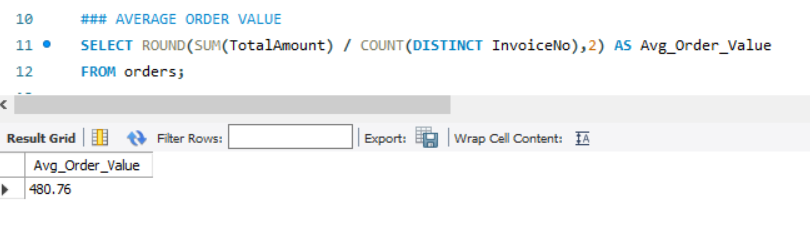 10 ### AVERAGE ORDER VALUE
11 SELECT ROUND(SUM(TotalAmount) / COUNT(DISTINCT InvoiceNo),2) AS Avg_Order_Value
12 FROM orders;
Result Grid Filter Rows: Export: Wrap Cell Content: IA
Avg_Order_Value
480.76